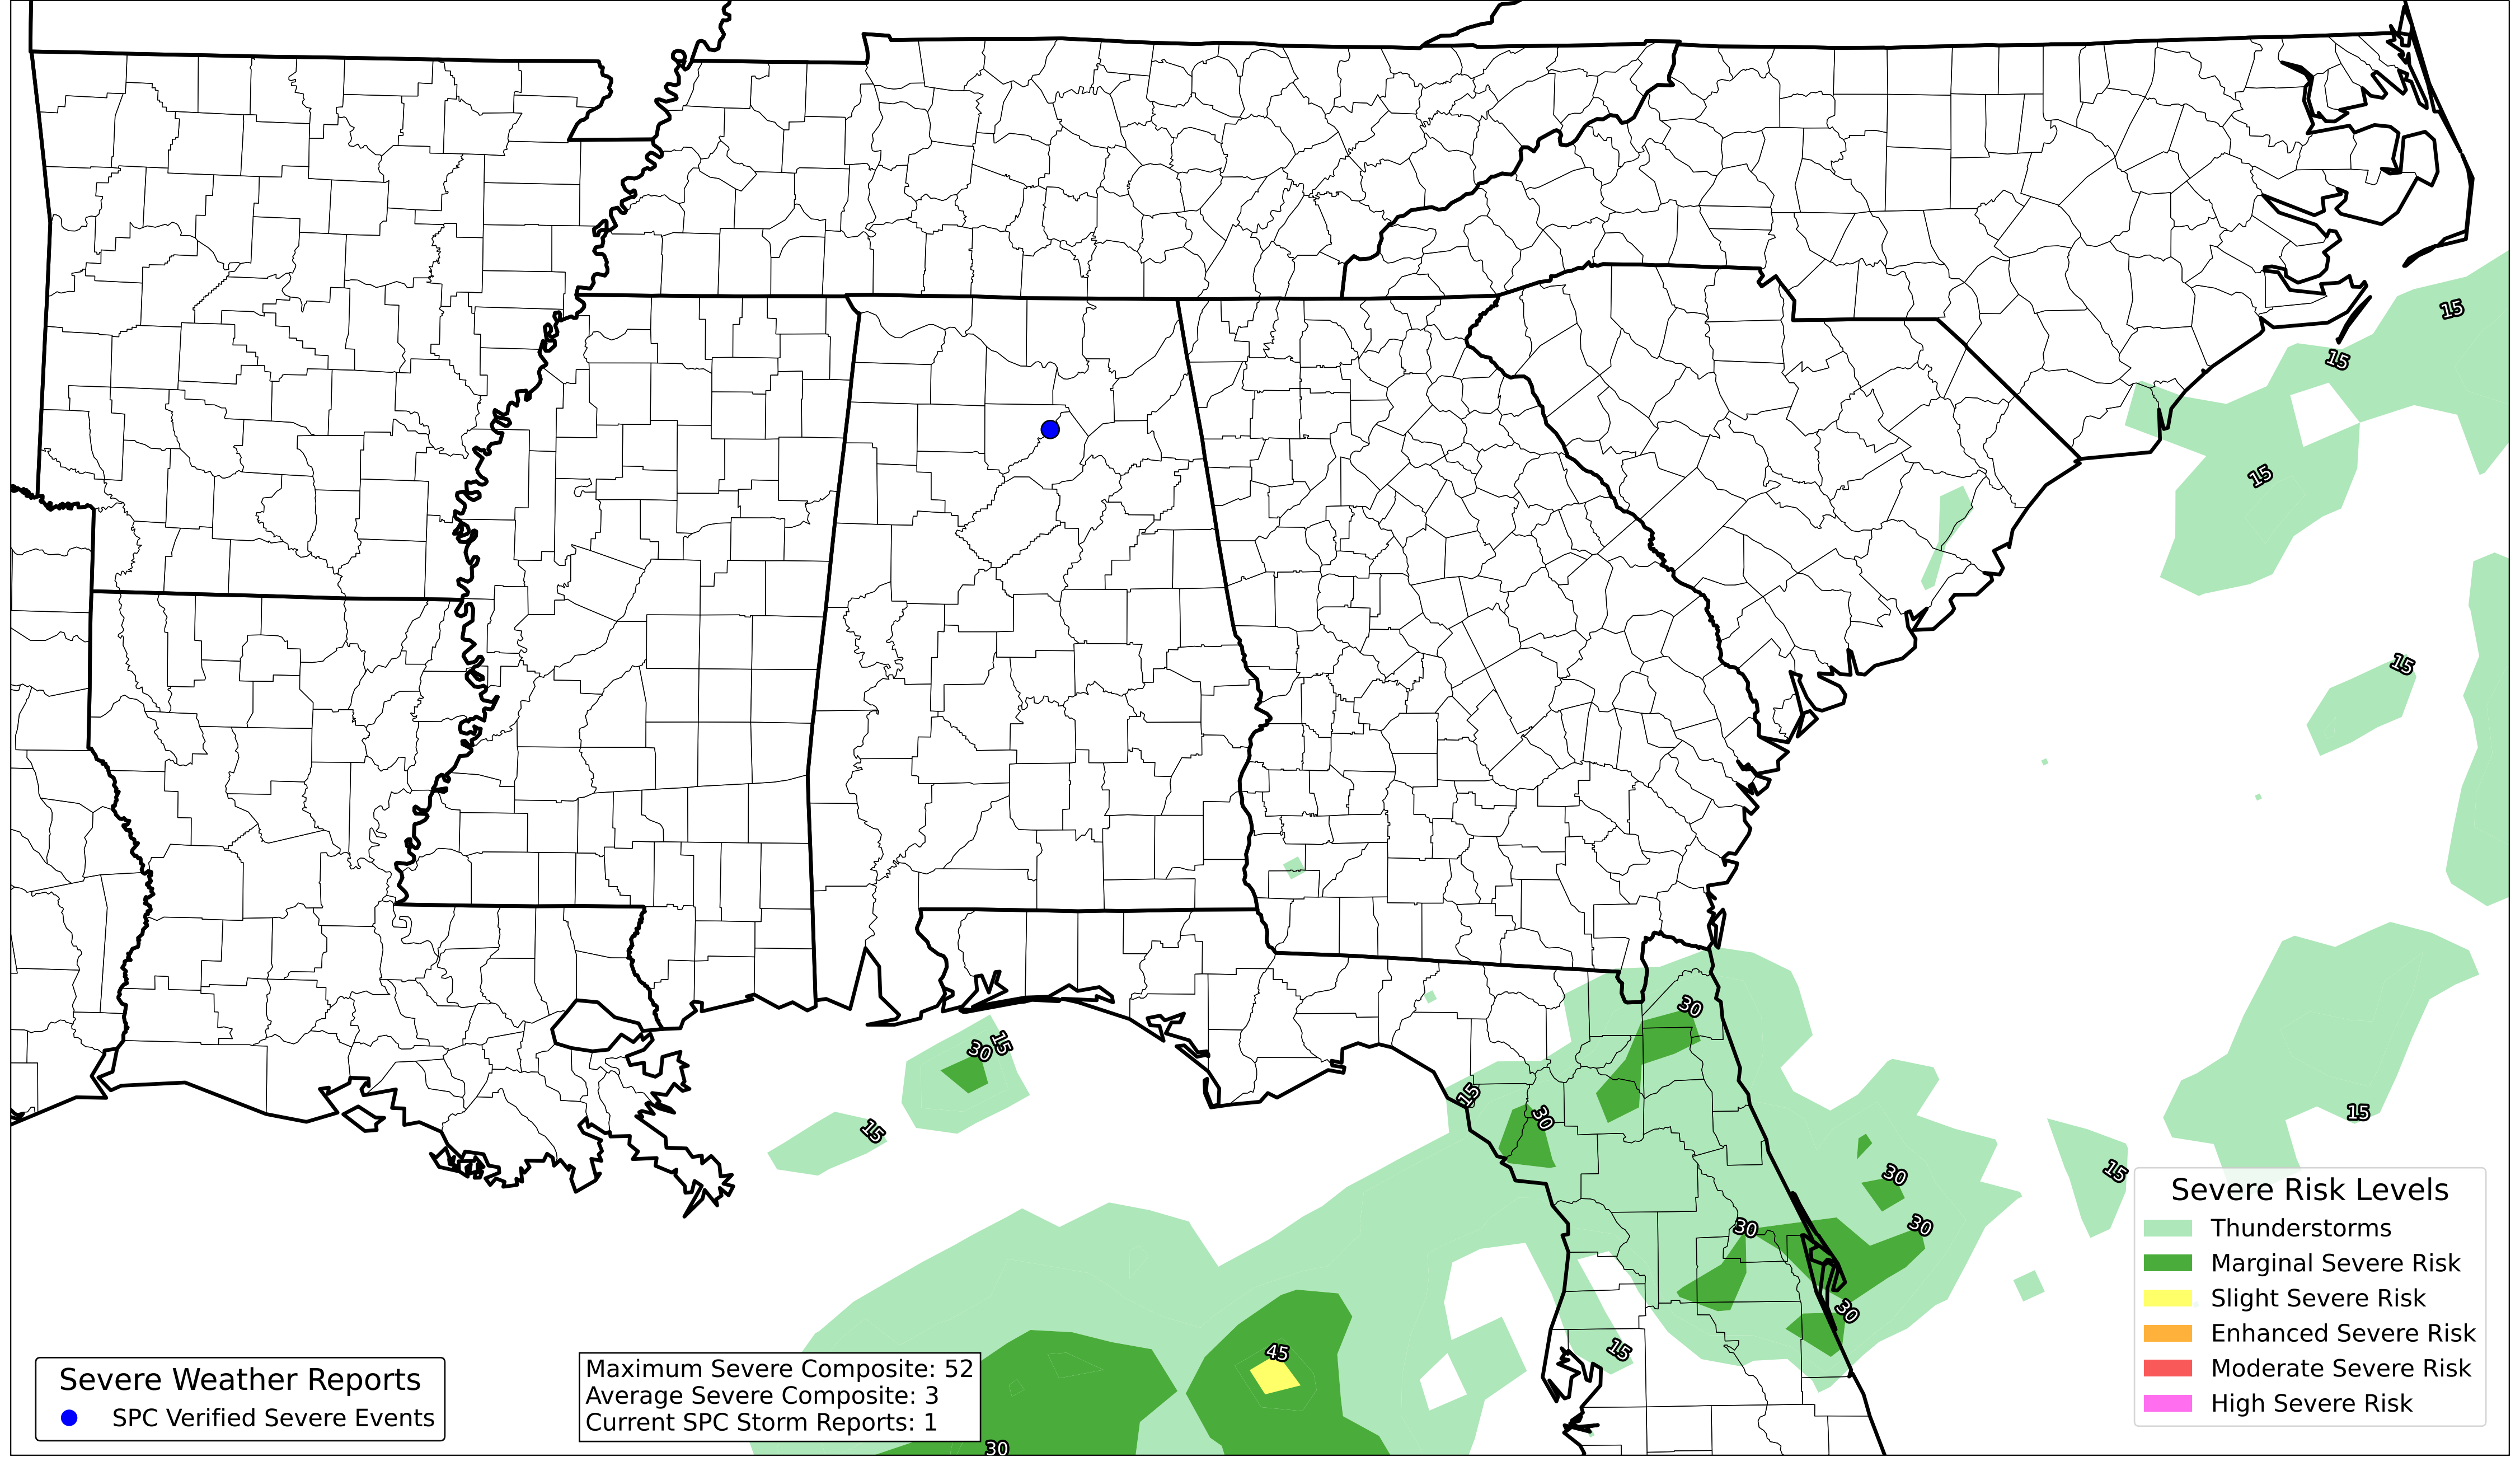 15
15
15
15
30
30
15
15
30
15
15
15
30
30
30
30
15
45
30
Severe Risk Levels
Thunderstorms
Marginal Severe Risk
Slight Severe Risk
Enhanced Severe Risk
Moderate Severe Risk
High Severe Risk
Severe Weather Reports
SPC Verified Severe Events
Maximum Severe Composite: 52
Average Severe Composite: 3
Current SPC Storm Reports: 1